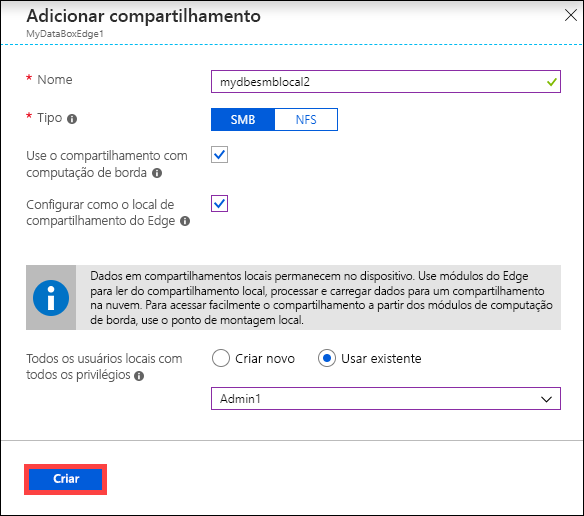 Adicionar compartilhamento
MyDataBoxEdge1
* Nome
mydbesmblocal2
* Tipo
SMB
NFS
Use o compartilhamento com
computação de borda
Configurar como o local de
compartilhamento do Edge
Dados em compartilhamentos locais permanecem no dispositivo. Use módulos do Edge
para ler do compartilhamento local, processar e carregar dados para um compartilhamento
na nuvem. Para acessar facilmente o compartilhamento a partir dos módulos de computação
de borda, use o ponto de montagem local.
Todos os usuários locais com
todos os privilégios
Criar novo
Usar existente
Admin1
Criar